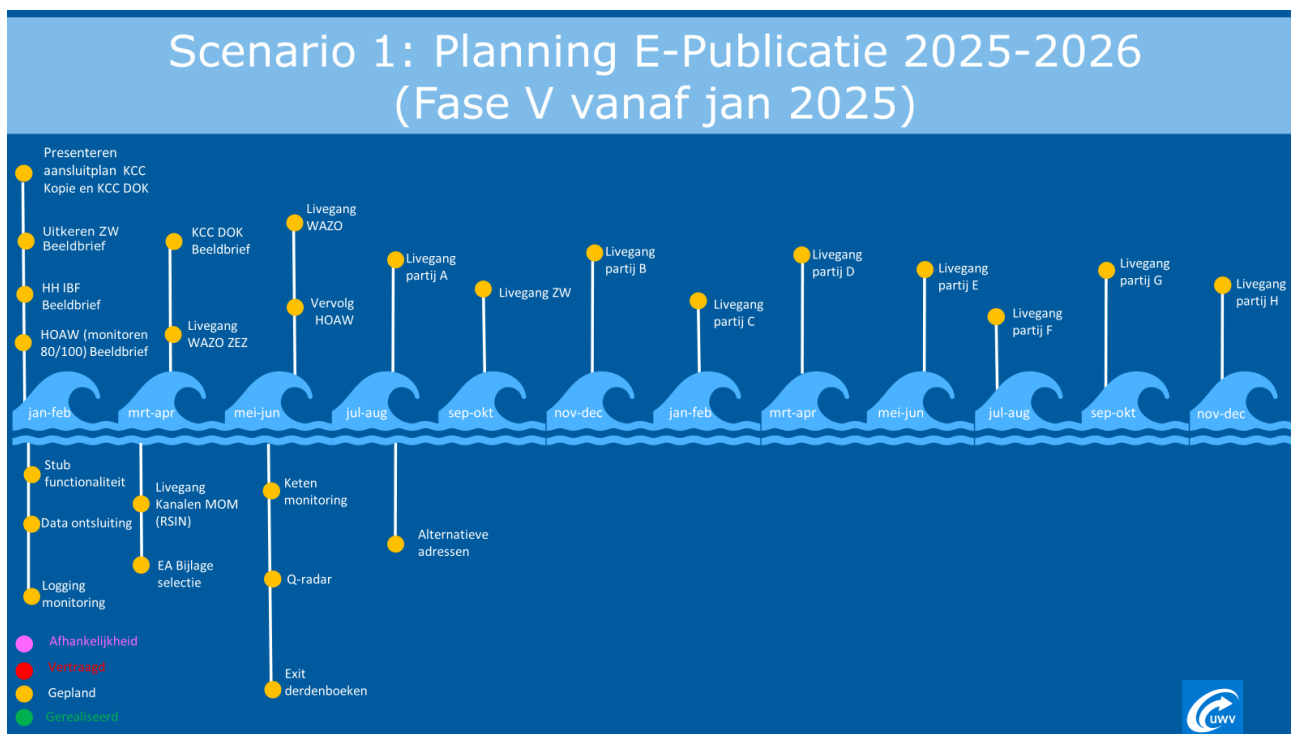 Scenario 1: Planning E-Publicatie 2025-2026
(Fase V vanaf jan 2025)
Presenteren
aansluitplan KCC
Kopie en KCC DOK
Uitkeren ZW
Beeldbrief
HH IBF
Beeldbrief
HOAW (monitoren
80/100) Beeldbrief
KCC DOK
Beeldbrief
Livegang
WAZO ZEZ
Livegang
WAZO
Vervolg
HOAW
Livegang
partij A
Livegang ZW
Livegang
partij B
Livegang
partij C
Livegang
partij D
Livegang
partij E
Livegang
partij F
Livegang
partij G
Livegang
partij H
jan-feb
mrt-apr
mei-jun
jul-aug
sep-okt
nov-dec
jan-feb
mrt-apr
mei-jun
jul-aug
sep-okt
nov-dec
Stub
functionaliteit
Data ontsluiting
Logging
monitoring
Livegang
Kanalen MOM
(RSIN)
EA Bijlage
selectie
Keten
monitoring
Q-radar
Exit
derdenboeken
Alternatieve
adressen
Afhankelijkheid
Vertraagd
Gepland
Gerealiseerd
uwv